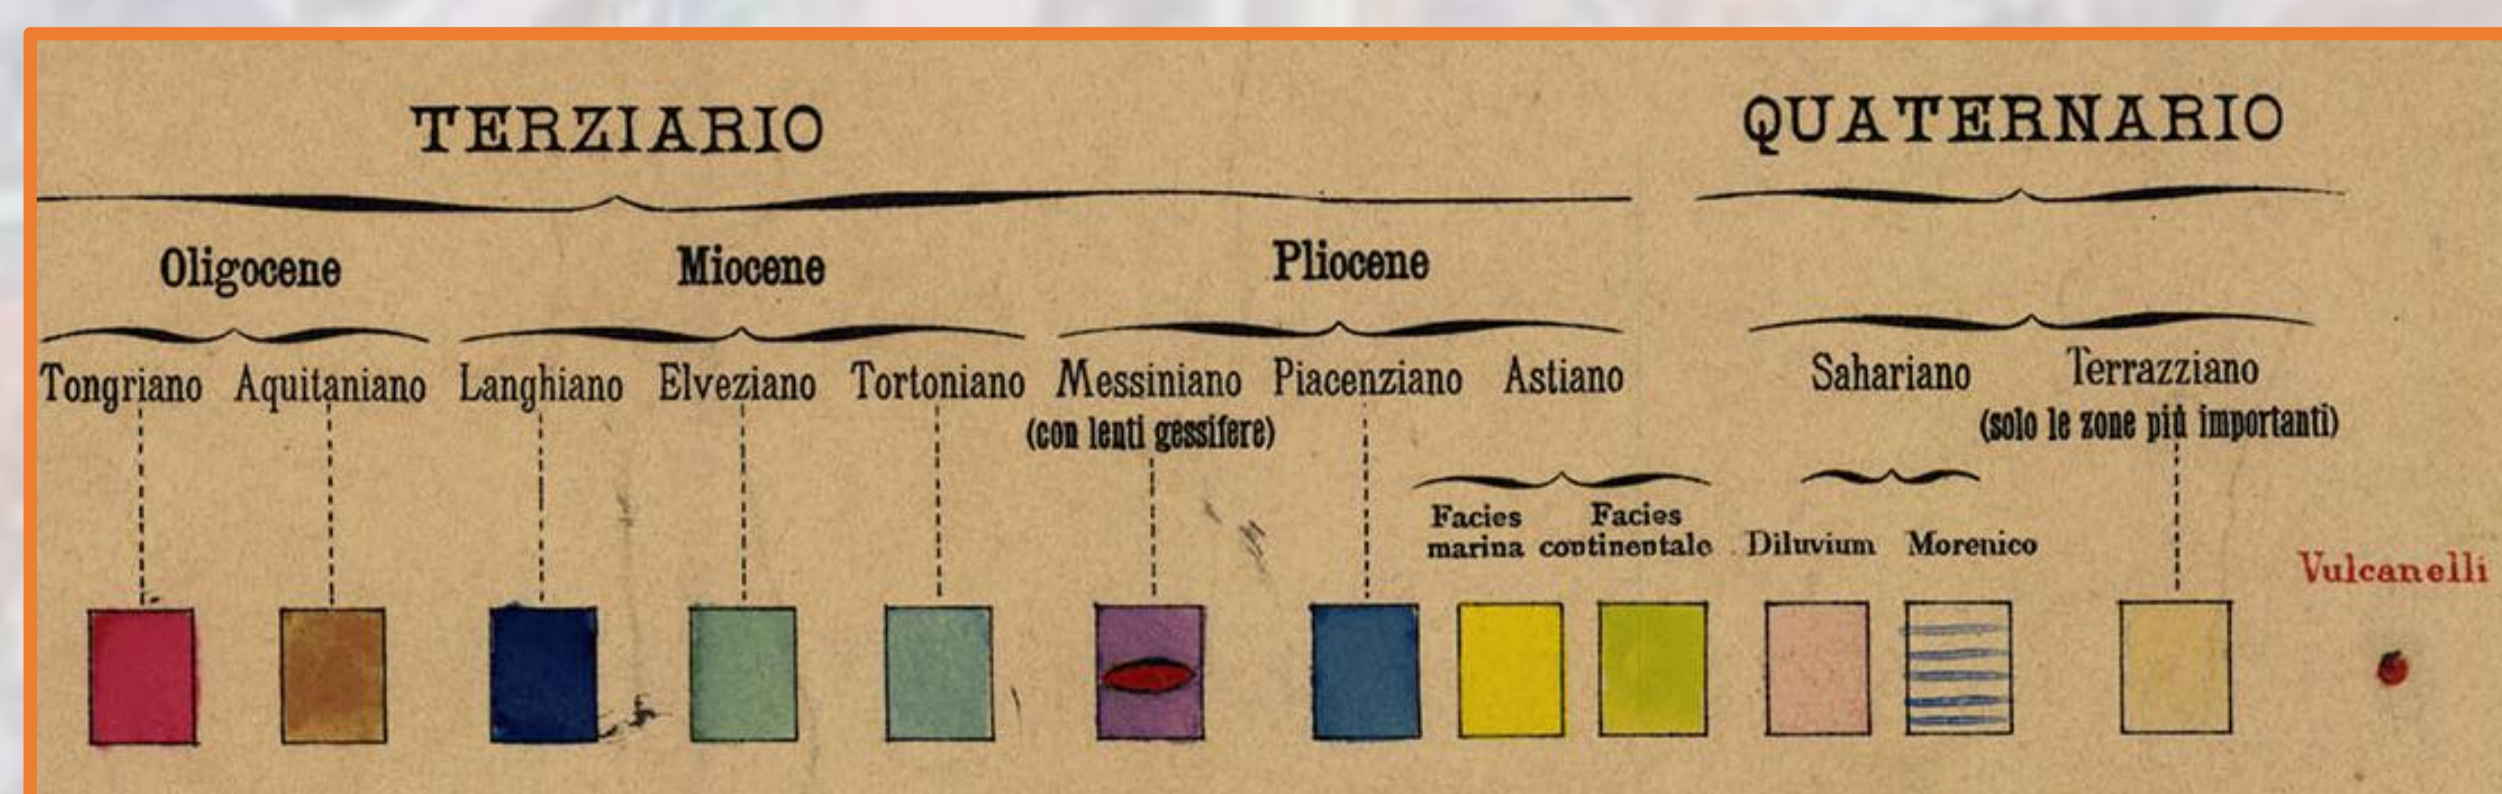 TERZIARIO
QUATERNARIO
Oligocene Miocene Pliocene
Tongriano Aquitaniano Langhiano Elveziano Tortoniano Messiniano Piacenziano Astiano Sahariano Terrazziano
(con lenti gessifere) (solo le zone più importanti)
Facies marina
Facies continentale
Diluvium Morenico
Vulcanelli